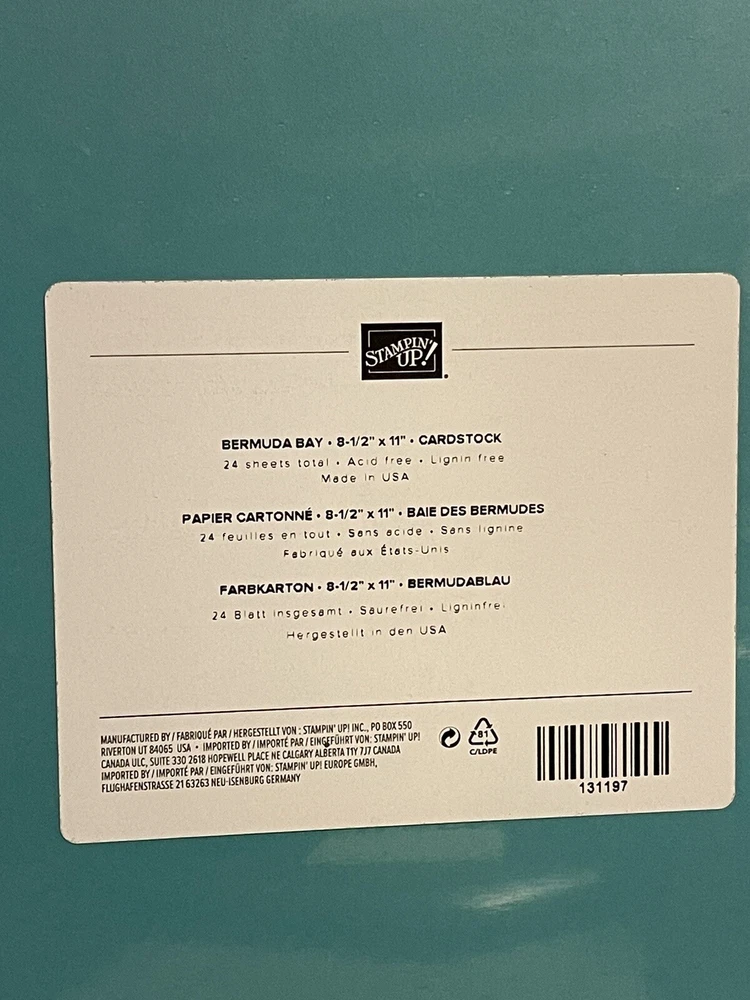 STAMPIN' UP!
BERMUDA BAY • 8-1/2" x 11" • CARDSTOCK
24 sheets total • Acid free • Lignin free
Made in USA
PAPIER CARTONNÉ • 8-1/2" x 11" • BAIE DES BERMUDES
24 feuilles en tout • Sans acide • Sans lignine
Fabriqué aux États-Unis
FARBKARTON • 8-1/2" x 11" • BERMUDABLAU
24 Blatt insgesamt • Säurefrei • Ligninfrei
Hergestellt in den USA
MANUFACTURED BY / FABRIQUÉ PAR / HERGESTELLT VON : STAMPIN' UP! INC., PO BOX 550
RIVERTON UT 84065 USA • IMPORTED BY / IMPORTÉ PAR / EINGEFÜHRT VON: STAMPIN' UP!
CANADA ULC, SUITE 330 2618 HOPEWELL PLACE NE CALGARY ALBERTA T1Y 7J7 CANADA
IMPORTED BY / IMPORTÉ PAR / EINGEFÜHRT VON: STAMPIN' UP! EUROPE GMBH,
FLUGHAFENSTRASSE 21 63263 NEU-ISENBURG GERMANY
81
C/LDPE
131197